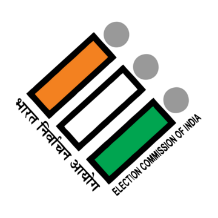 भारत निर्वाचन आयोग
ELECTION COMMISSION OF INDIA